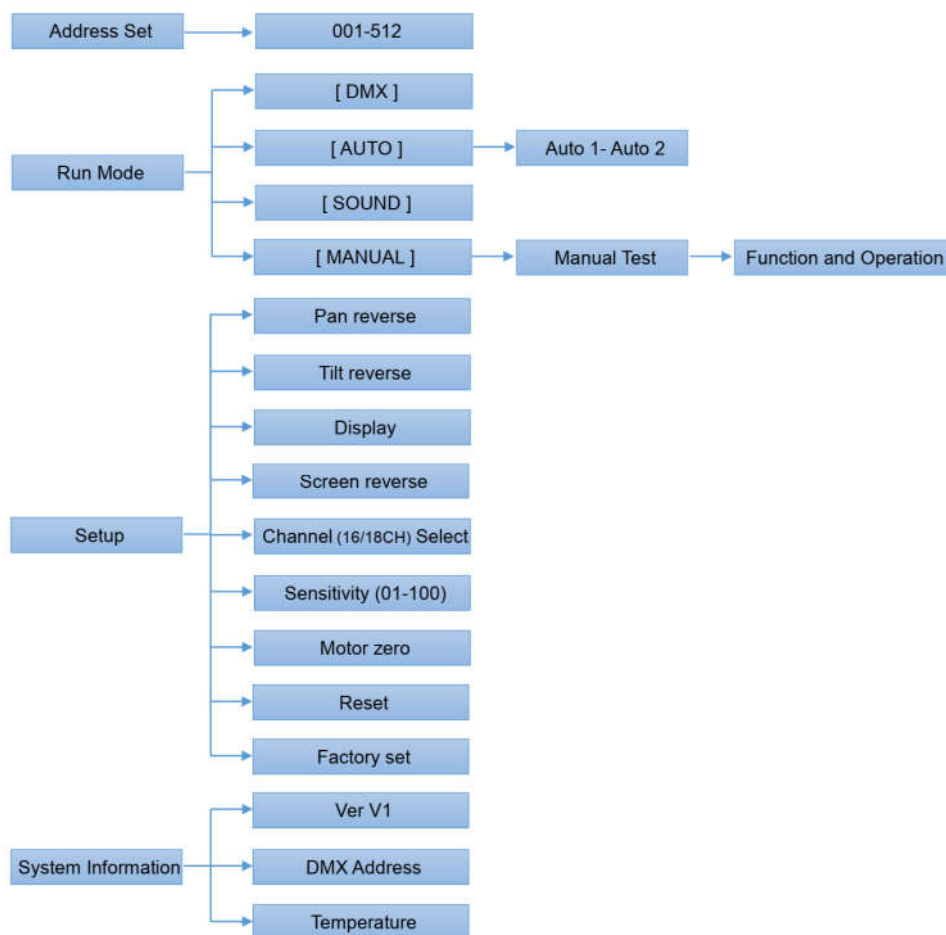 Address Set
001-512
Run Mode
[ DMX ]
[ AUTO ]
Auto 1- Auto 2
[ SOUND ]
[ MANUAL ]
Manual Test
Function and Operation
Setup
Pan reverse
Tilt reverse
Display
Screen reverse
Channel (16/18CH) Select
Sensitivity (01-100)
Motor zero
Reset
Factory set
System Information
Ver V1
DMX Address
Temperature